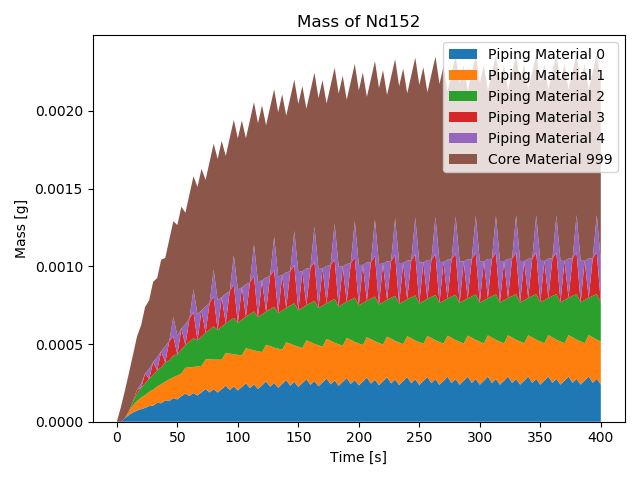 Mass of Nd152
Piping Material 0
Piping Material 1
Piping Material 2
Piping Material 3
Piping Material 4
Core Material 999
Mass [g]
0.0020
0.0015
0.0010
0.0005
0.0000
0 50 100 150 200 250 300 350 400
Time [s]